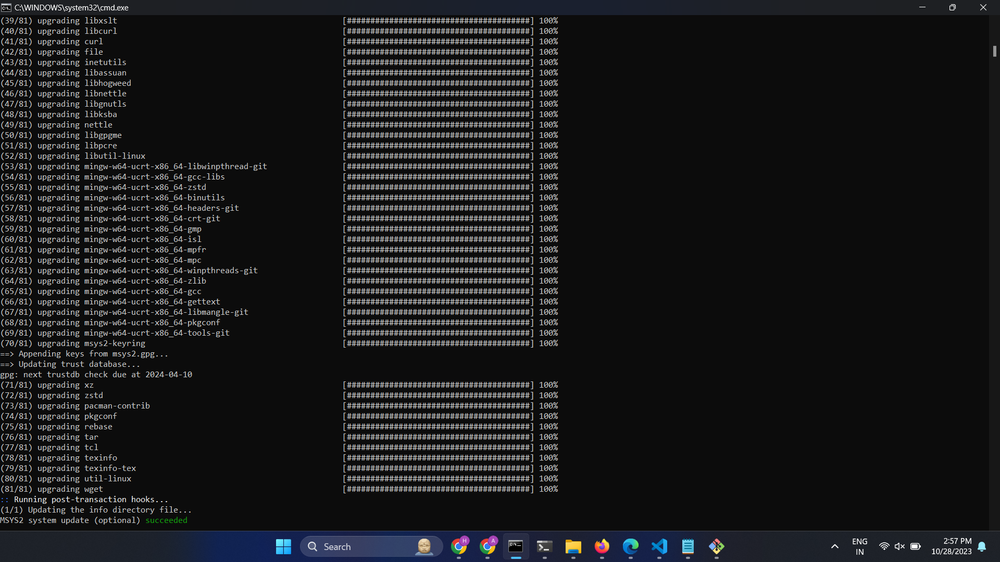 C:\WINDOWS\system32\cmd.exe
(39/81) upgrading libxslt [#######################################] 100%
(40/81) upgrading libcurl [#######################################] 100%
(41/81) upgrading curl [#######################################] 100%
(42/81) upgrading file [#######################################] 100%
(43/81) upgrading inetutils [#######################################] 100%
(44/81) upgrading libassuan [#######################################] 100%
(45/81) upgrading libhogweed [#######################################] 100%
(46/81) upgrading libnettle [#######################################] 100%
(47/81) upgrading libgnutls [#######################################] 100%
(48/81) upgrading libksba [#######################################] 100%
(49/81) upgrading nettle [#######################################] 100%
(50/81) upgrading libgpgme [#######################################] 100%
(51/81) upgrading libpcre [#######################################] 100%
(52/81) upgrading libutil-linux [#######################################] 100%
(53/81) upgrading mingw-w64-ucrt-x86_64-libwinpthread-git [#######################################] 100%
(54/81) upgrading mingw-w64-ucrt-x86_64-gcc-libs [#######################################] 100%
(55/81) upgrading mingw-w64-ucrt-x86_64-zstd [#######################################] 100%
(56/81) upgrading mingw-w64-ucrt-x86_64-binutils [#######################################] 100%
(57/81) upgrading mingw-w64-ucrt-x86_64-headers-git [#######################################] 100%
(58/81) upgrading mingw-w64-ucrt-x86_64-crt-git [#######################################] 100%
(59/81) upgrading mingw-w64-ucrt-x86_64-gmp [#######################################] 100%
(60/81) upgrading mingw-w64-ucrt-x86_64-isl [#######################################] 100%
(61/81) upgrading mingw-w64-ucrt-x86_64-mpfr [#######################################] 100%
(62/81) upgrading mingw-w64-ucrt-x86_64-mpc [#######################################] 100%
(63/81) upgrading mingw-w64-ucrt-x86_64-winpthreads-git [#######################################] 100%
(64/81) upgrading mingw-w64-ucrt-x86_64-zlib [#######################################] 100%
(65/81) upgrading mingw-w64-ucrt-x86_64-gcc [#######################################] 100%
(66/81) upgrading mingw-w64-ucrt-x86_64-gettext [#######################################] 100%
(67/81) upgrading mingw-w64-ucrt-x86_64-libmangle-git [#######################################] 100%
(68/81) upgrading mingw-w64-ucrt-x86_64-pkgconf [#######################################] 100%
(69/81) upgrading mingw-w64-ucrt-x86_64-tools-git [#######################################] 100%
(70/81) upgrading msys2-keyring [#######################################] 100%
==> Appending keys from msys2.gpg...
==> Updating trust database...
gpg: next trustdb check due at 2024-04-10
(71/81) upgrading xz [#######################################] 100%
(72/81) upgrading zstd [#######################################] 100%
(73/81) upgrading pacman-contrib [#######################################] 100%
(74/81) upgrading pkgconf [#######################################] 100%
(75/81) upgrading rebase [#######################################] 100%
(76/81) upgrading tar [#######################################] 100%
(77/81) upgrading tcl [#######################################] 100%
(78/81) upgrading texinfo [#######################################] 100%
(79/81) upgrading texinfo-tex [#######################################] 100%
(80/81) upgrading util-linux [#######################################] 100%
(81/81) upgrading wget [#######################################] 100%
:: Running post-transaction hooks...
(1/1) Updating the info directory file...
MSYS2 system update (optional) succeeded
Search
H
A
ENG
IN
2:57 PM
10/28/2023